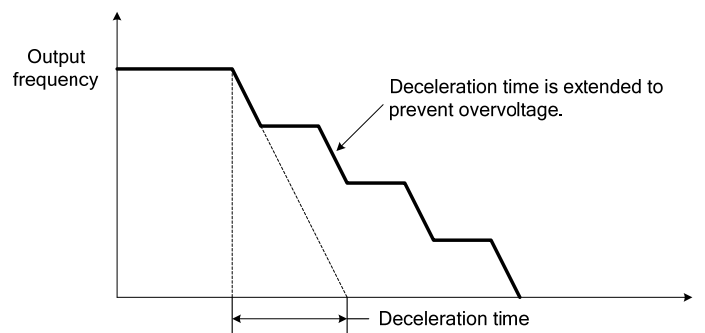 Output
frequency
Deceleration time is extended to
prevent overvoltage.
Deceleration time